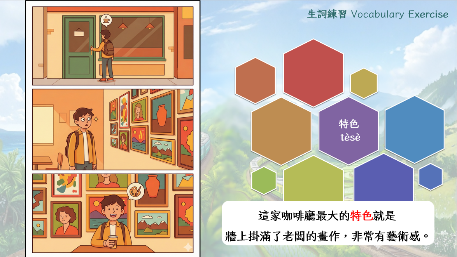 生詞練習 Vocabulary Exercise
特色
tèsè
這家咖啡廳最大的特色就是
牆上掛滿了老闆的畫作，非常有藝術感。